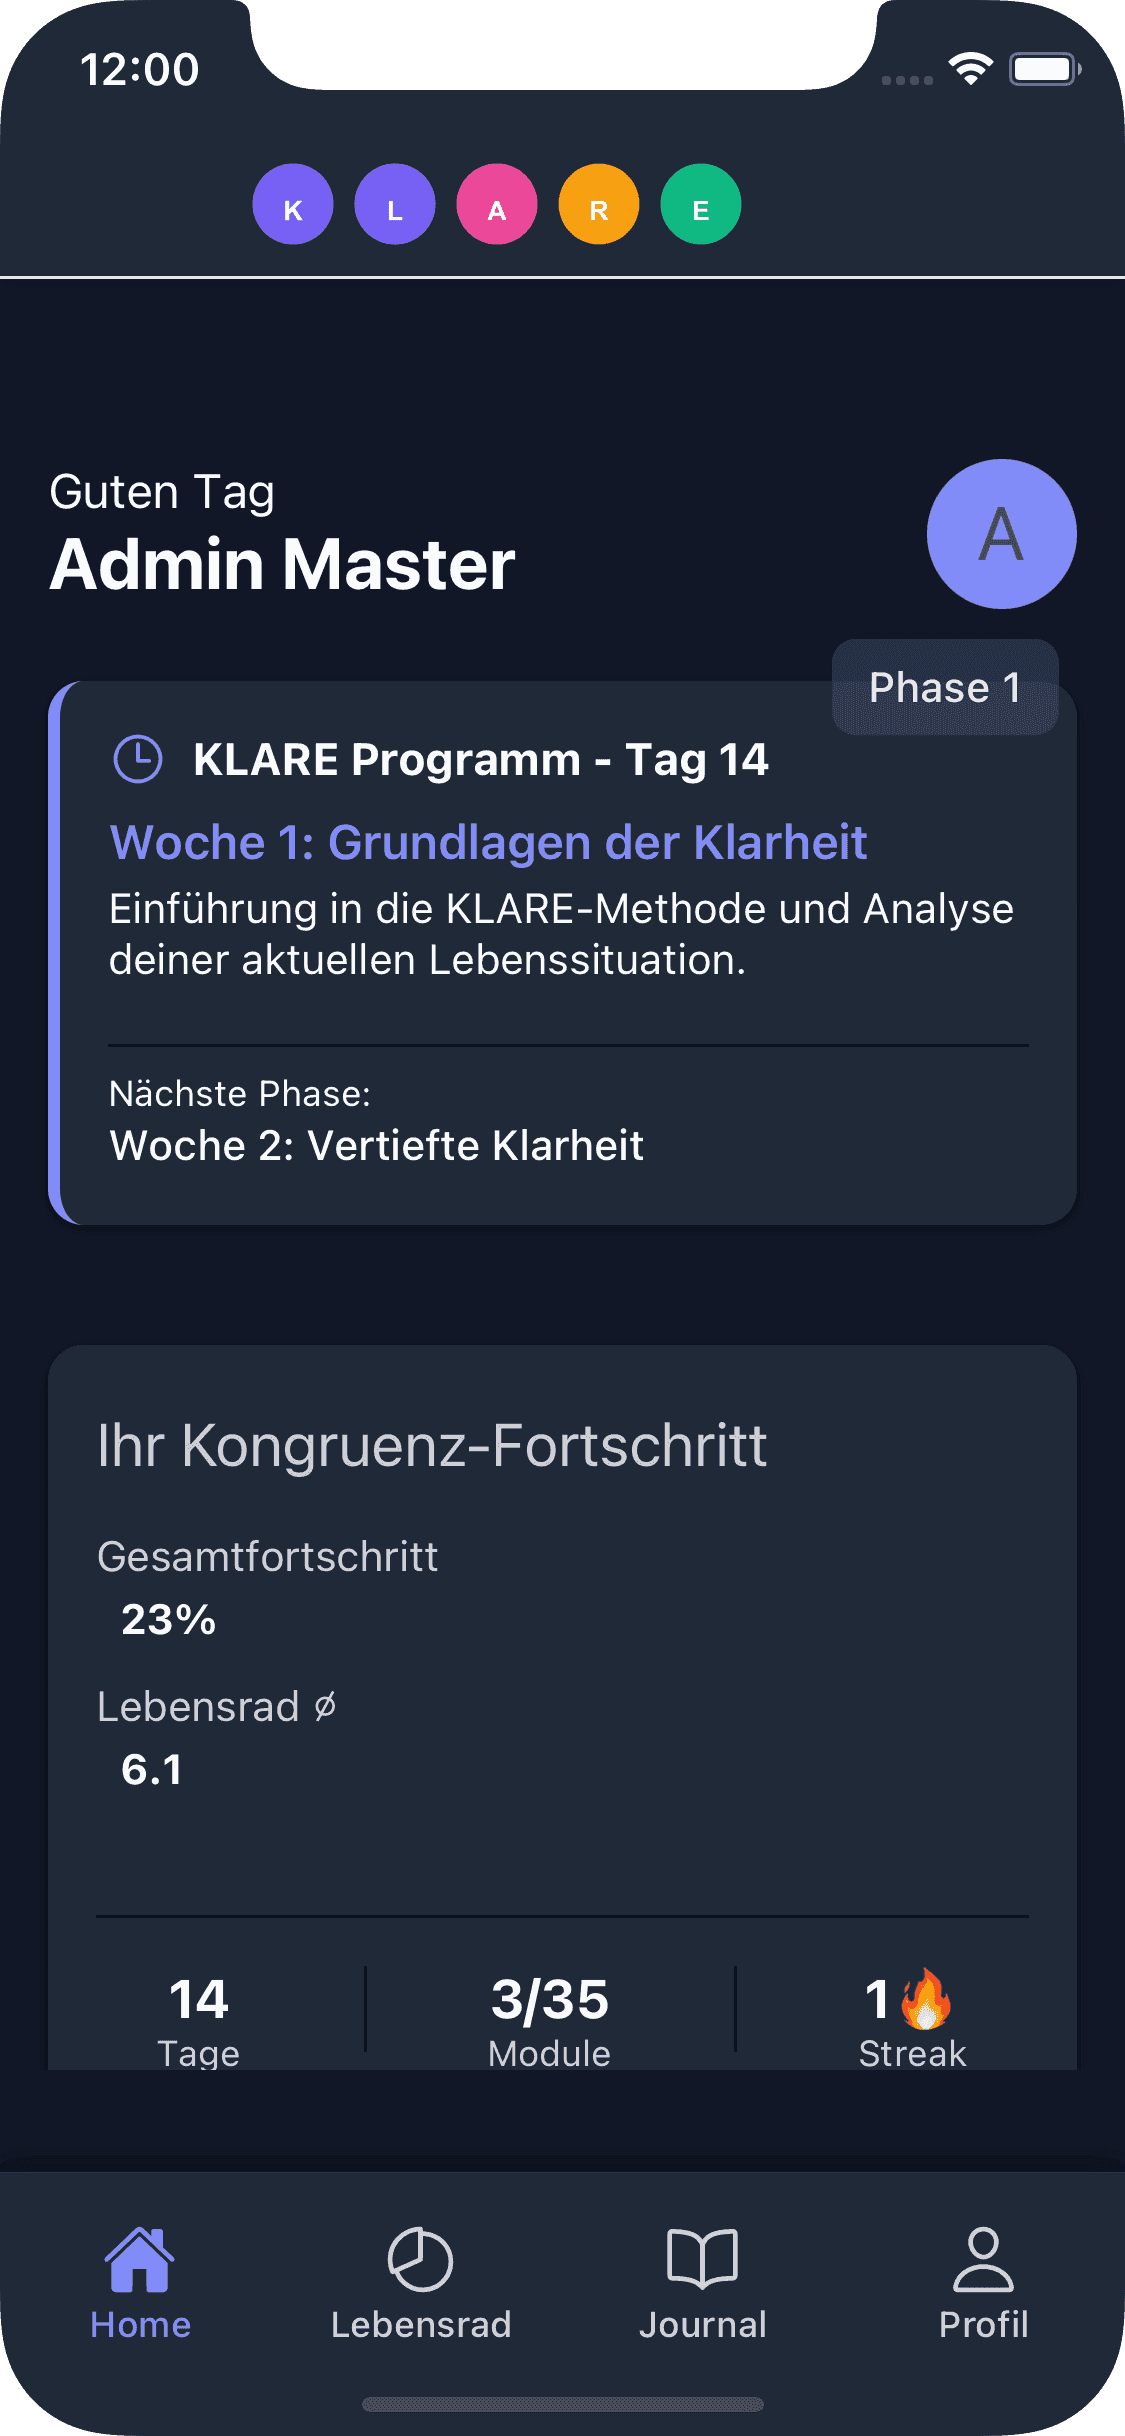 12:00
K L A R E
Guten Tag
Admin Master
A
Phase 1
KLARE Programm - Tag 14
Woche 1: Grundlagen der Klarheit
Einführung in die KLARE-Methode und Analyse
deiner aktuellen Lebenssituation.
Nächste Phase:
Woche 2: Vertiefte Klarheit
Ihr Kongruenz-Fortschritt
Gesamtfortschritt
23%
Lebensrad ∅
6.1
14 3/35 1🔥
Tage Module Streak
Home Lebensrad Journal Profil